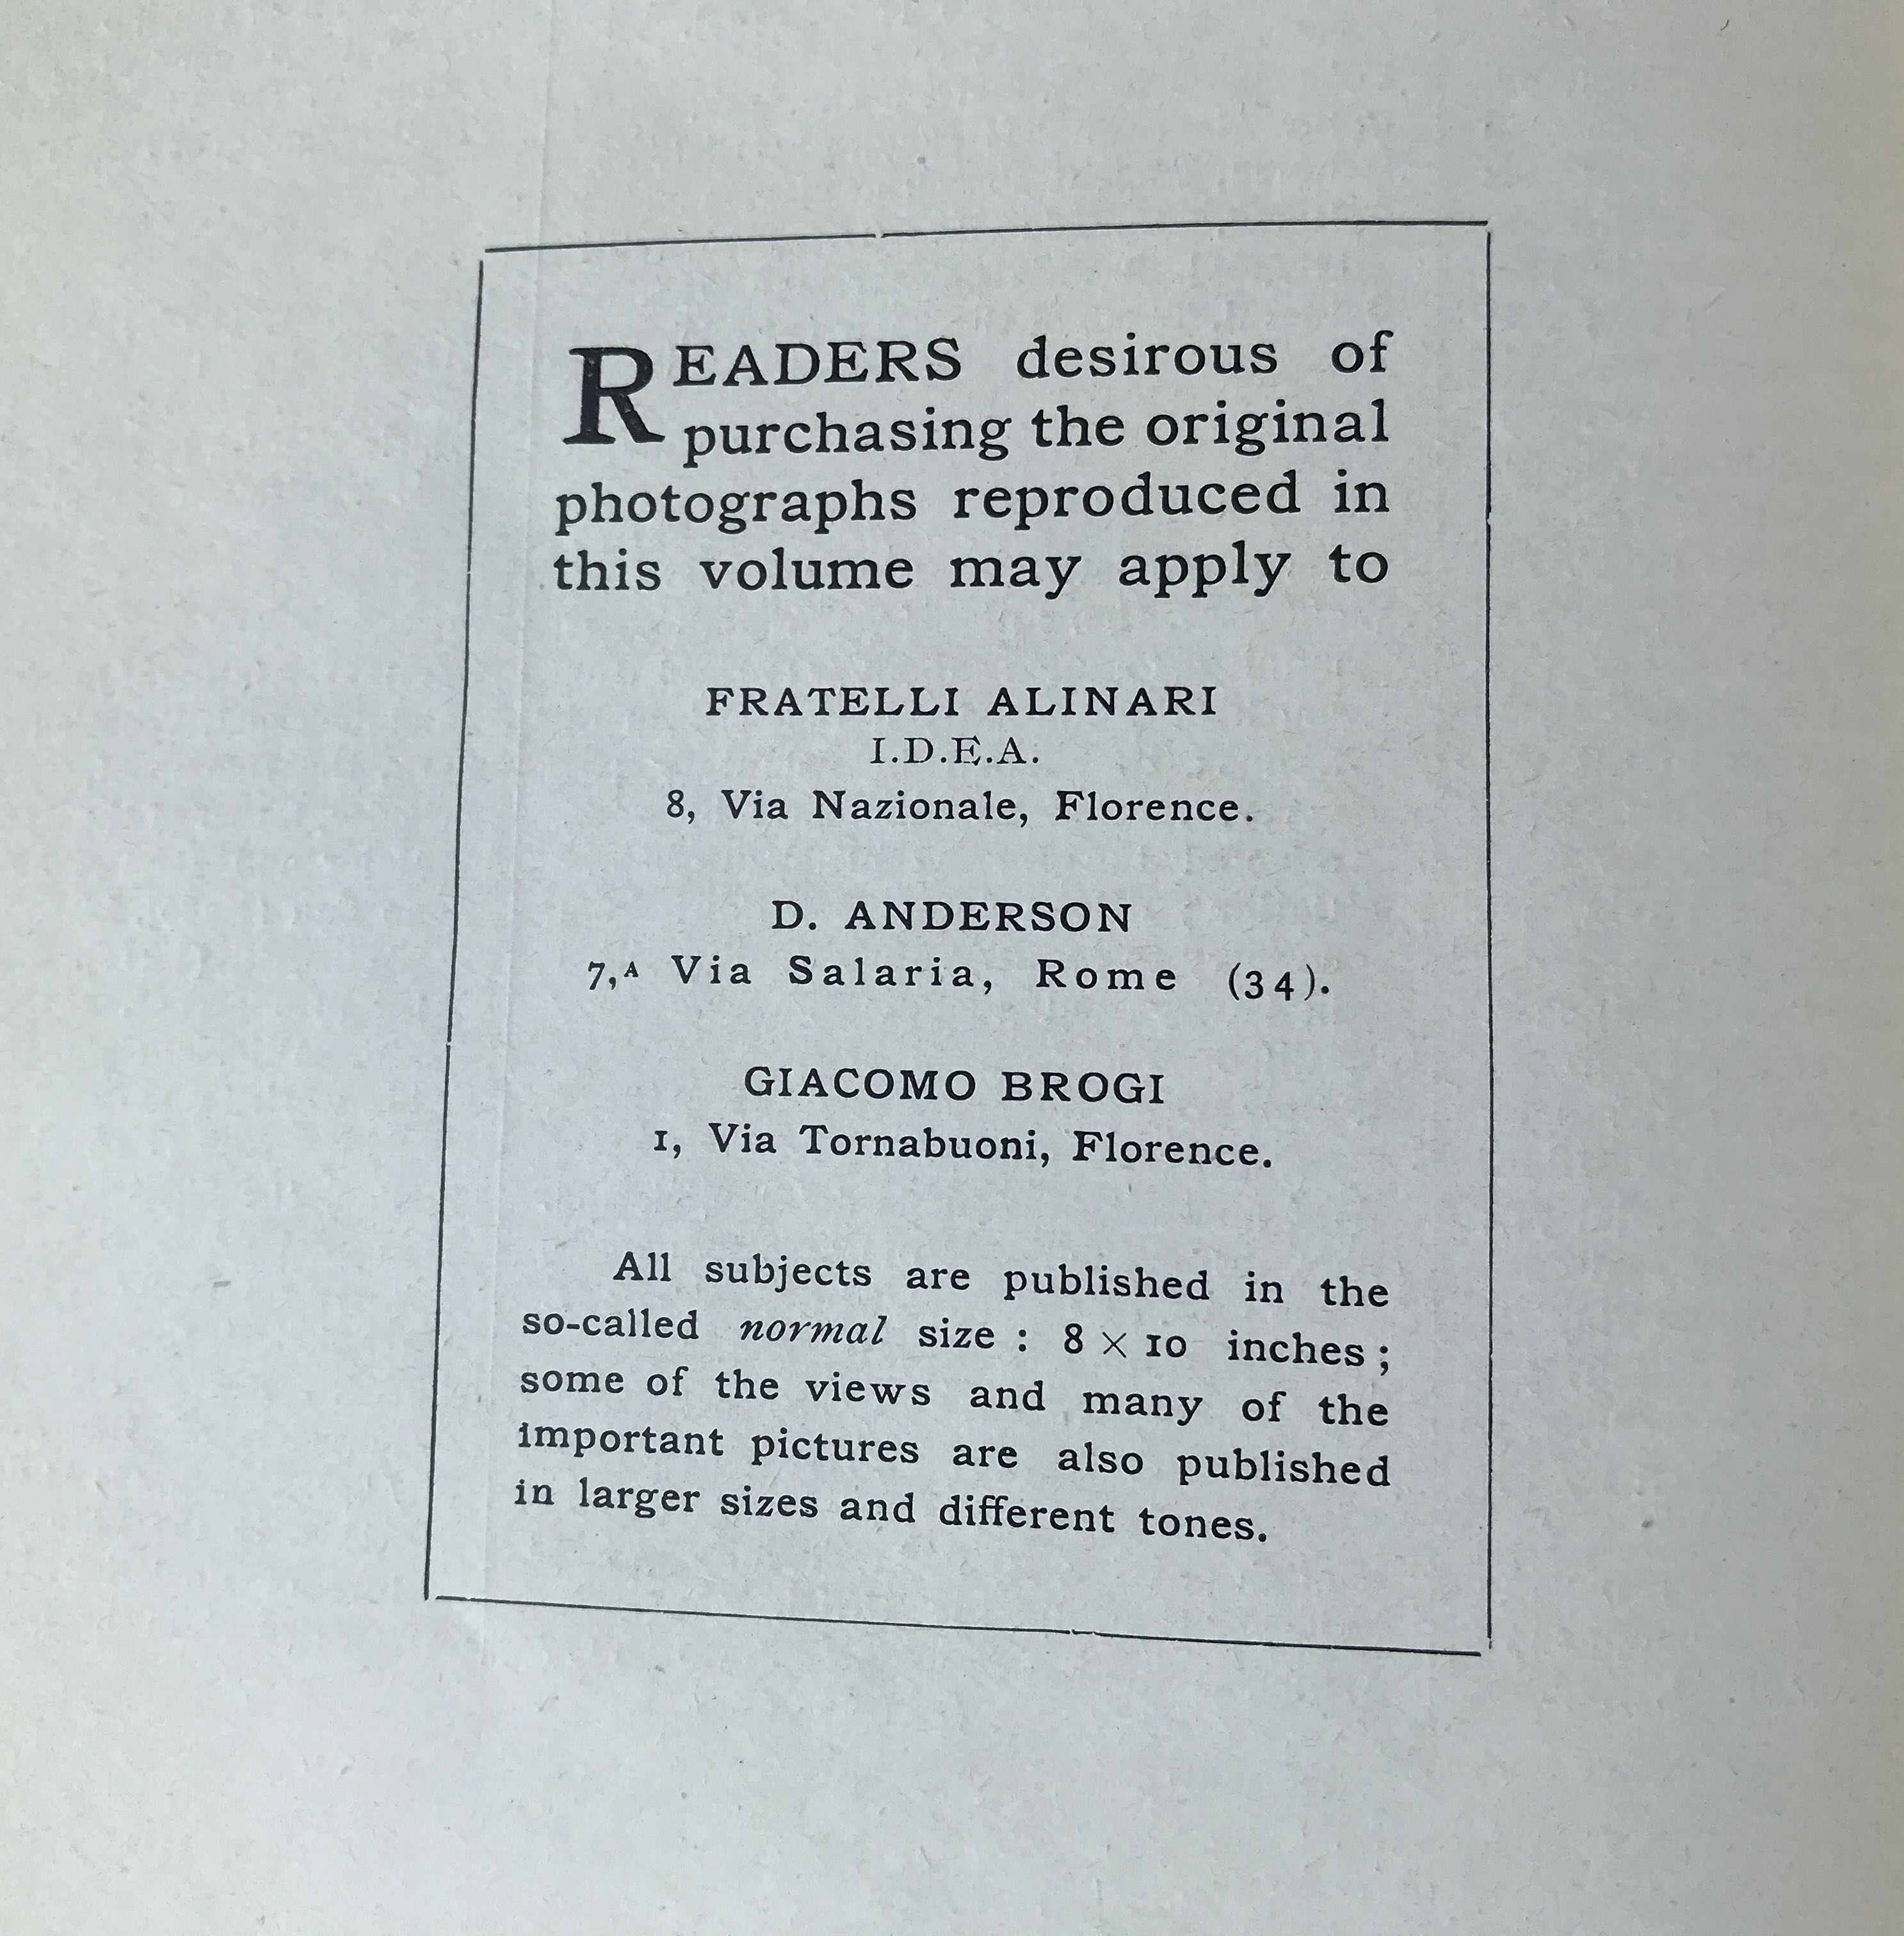 READERS desirous of
purchasing the original
photographs reproduced in
this volume may apply to
FRATELLI ALINARI
I.D.E.A.
8, Via Nazionale, Florence.
D. ANDERSON
7,A Via Salaria, Rome (34).
GIACOMO BROGI
1, Via Tornabuoni, Florence.
All subjects are published in the
so-called normal size : 8 × 10 inches ;
some of the views and many of the
important pictures are also published
in larger sizes and different tones.